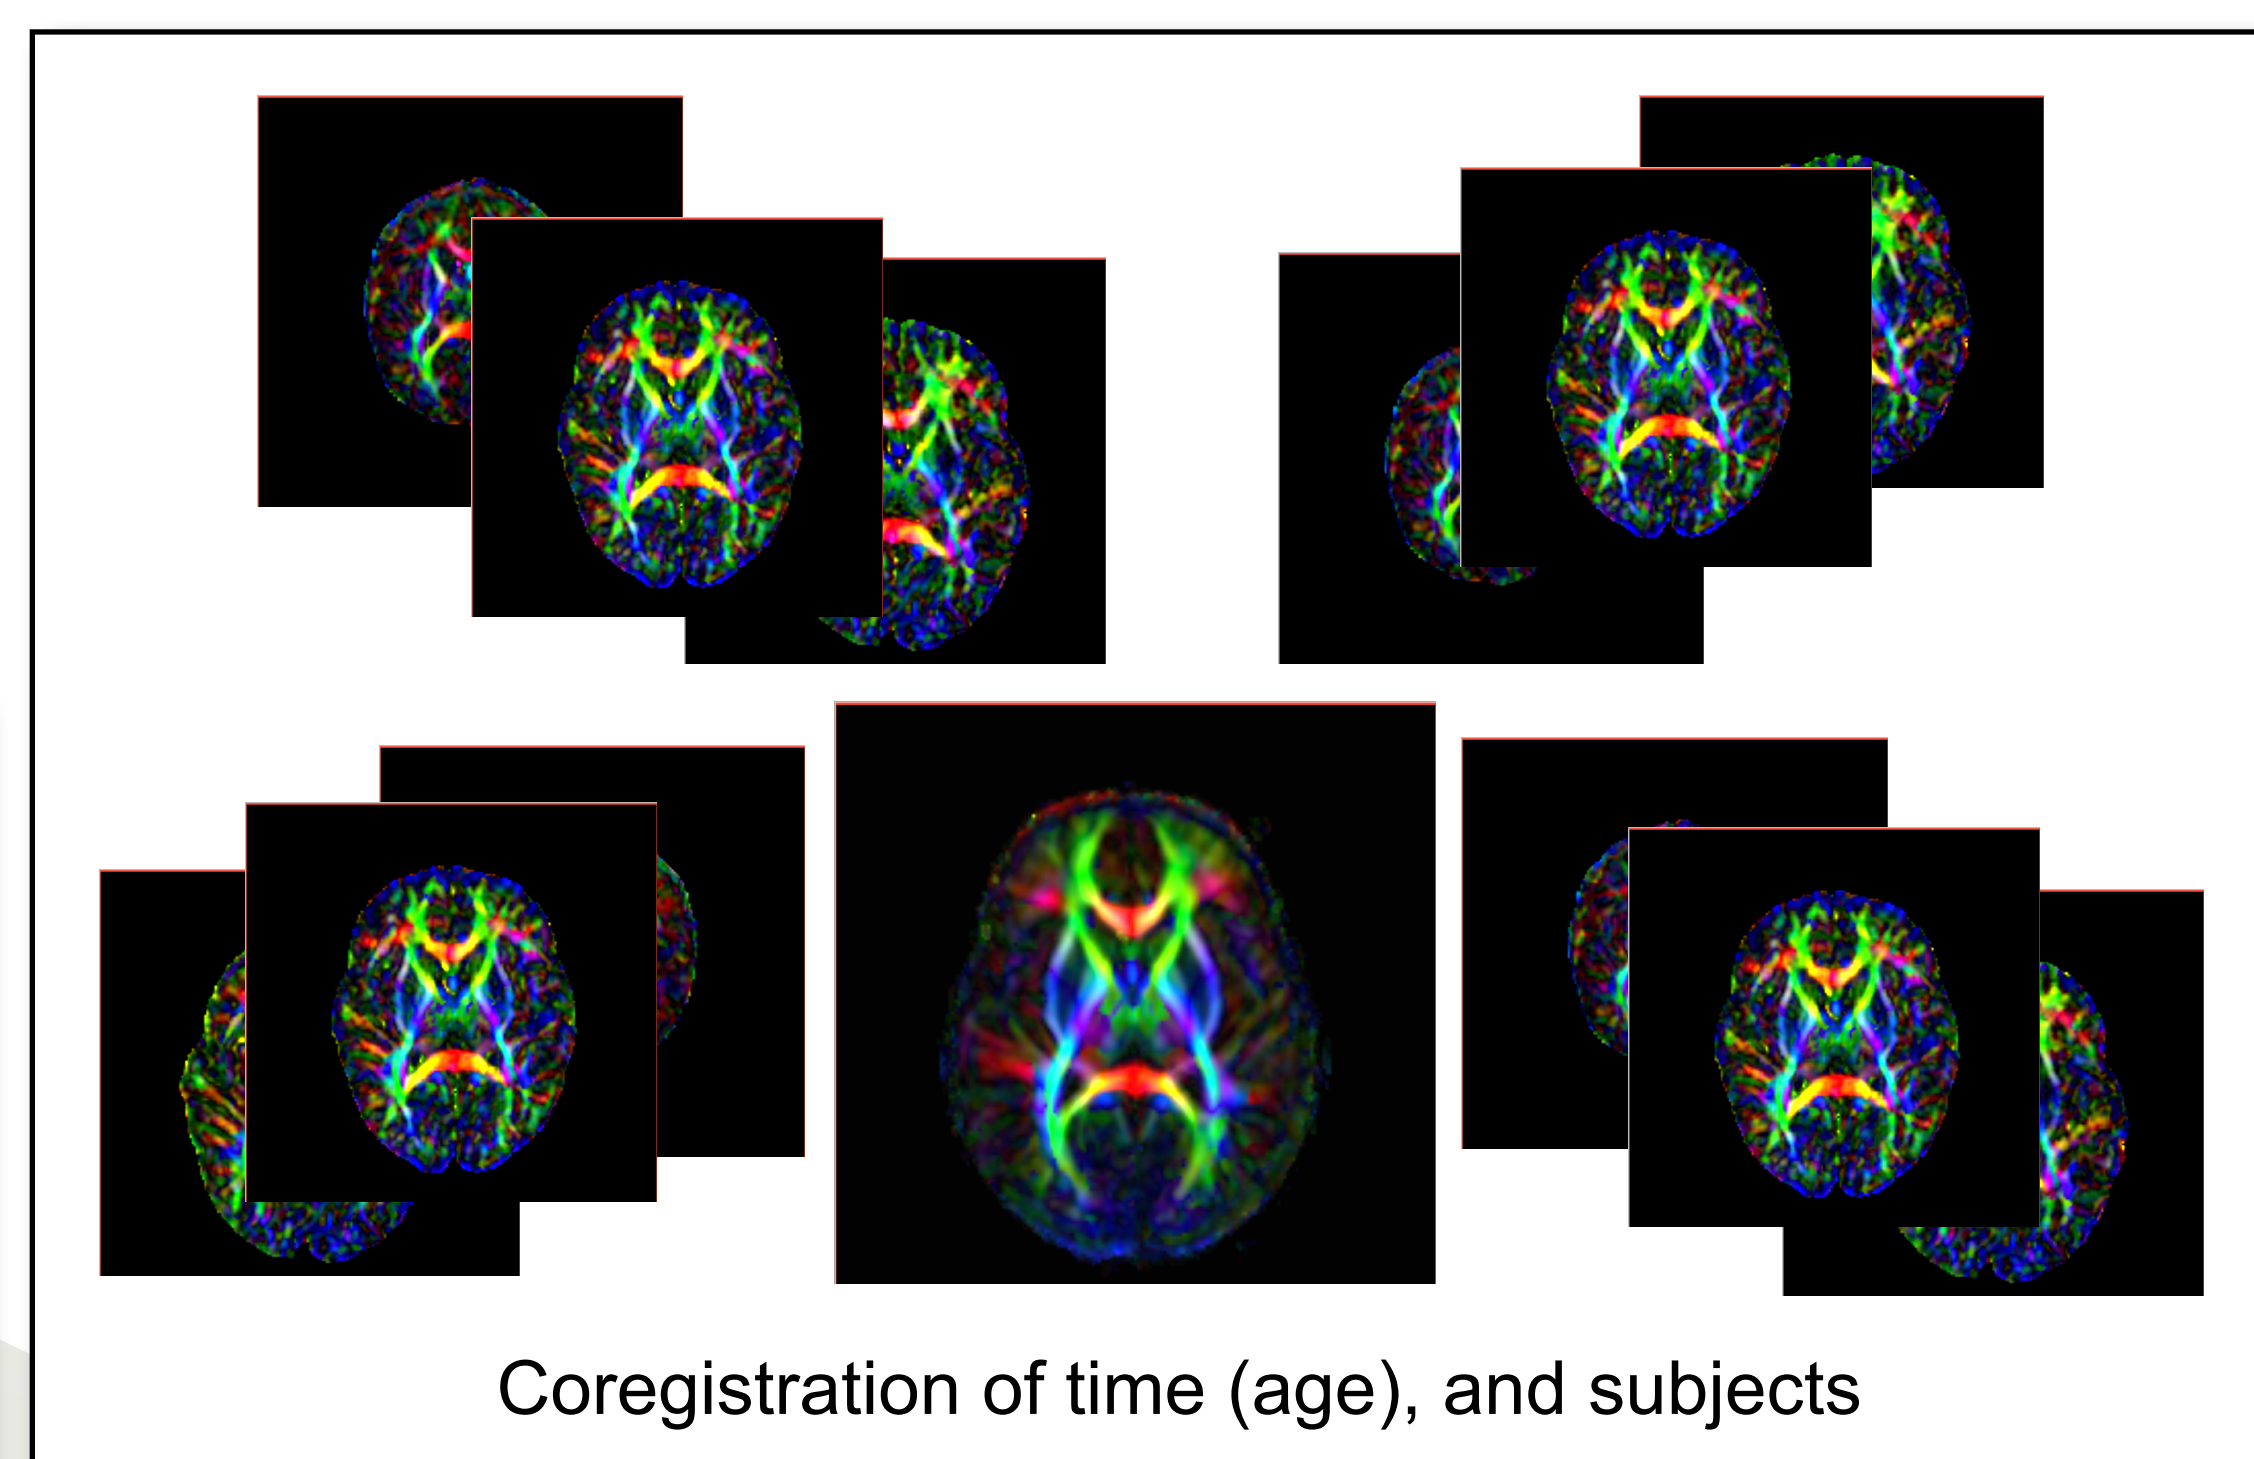 Coregistration of time (age), and subjects